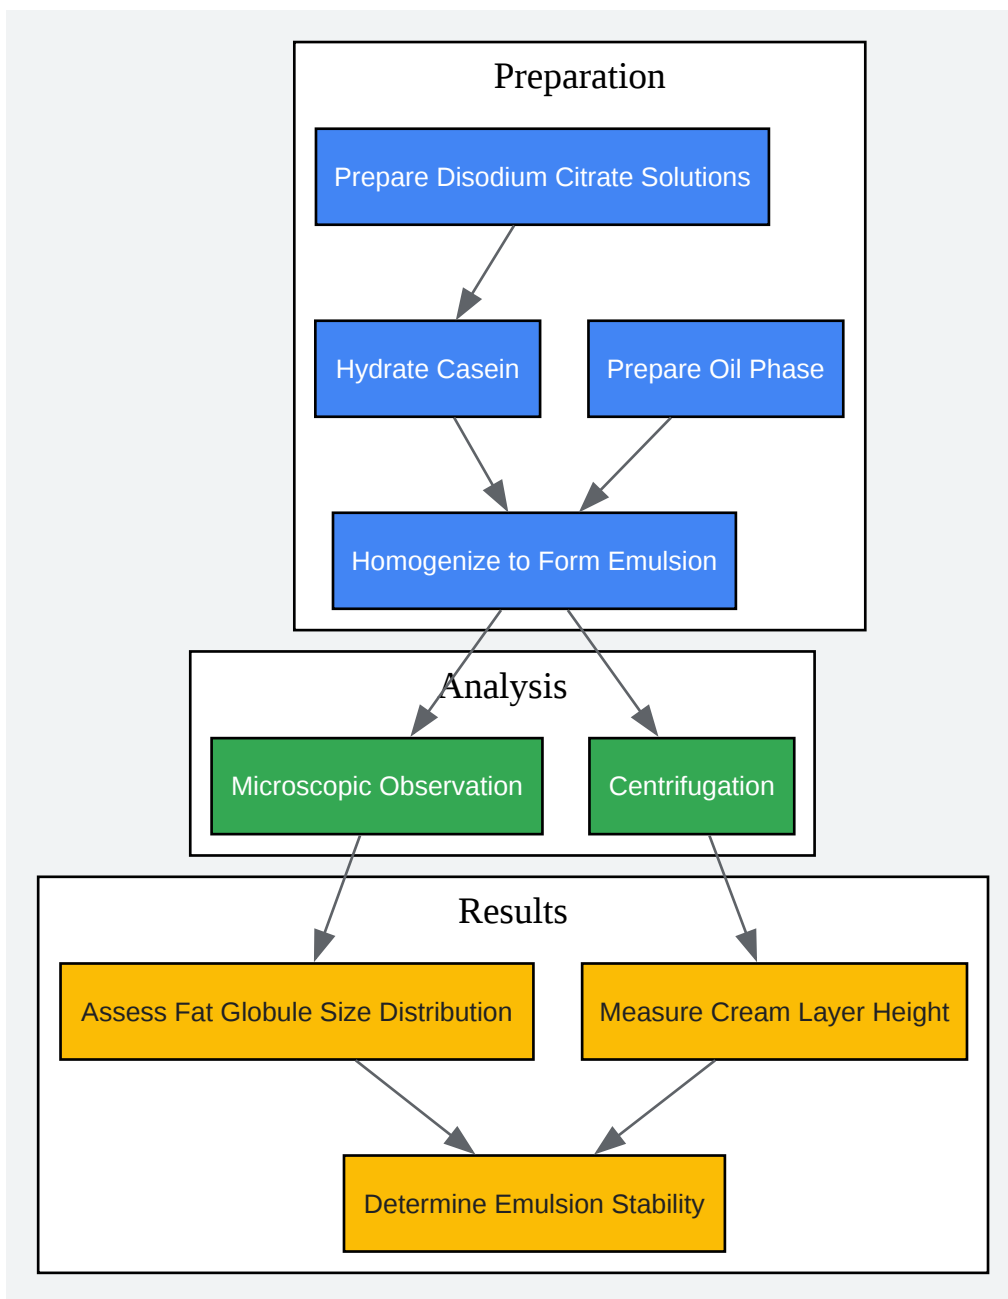 Preparation
Prepare Disodium Citrate Solutions
Hydrate Casein
Prepare Oil Phase
Homogenize to Form Emulsion
Analysis
Microscopic Observation
Centrifugation
Results
Assess Fat Globule Size Distribution
Measure Cream Layer Height
Determine Emulsion Stability